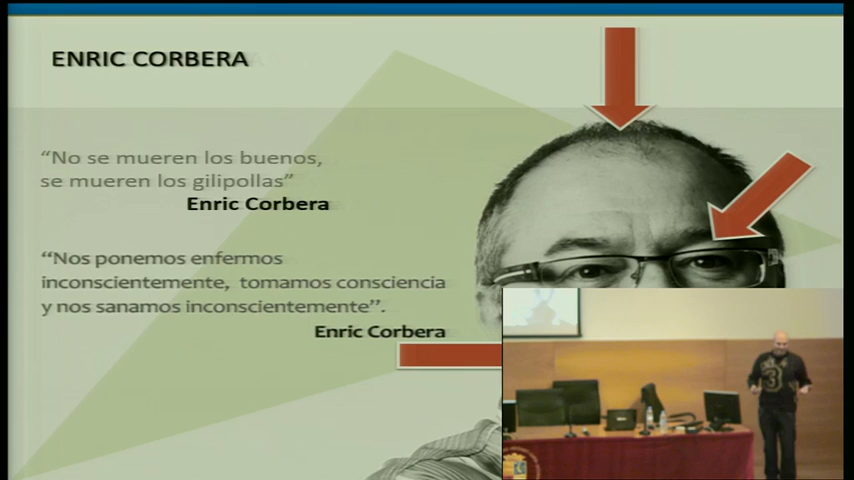 ENRIC CORBERA
“No se mueren los buenos,
se mueren los gilipollas”
Enric Corbera
“Nos ponemos enfermos
inconscientemente, tomamos consciencia
y nos sanamos inconscientemente”.
Enric Corbera
3